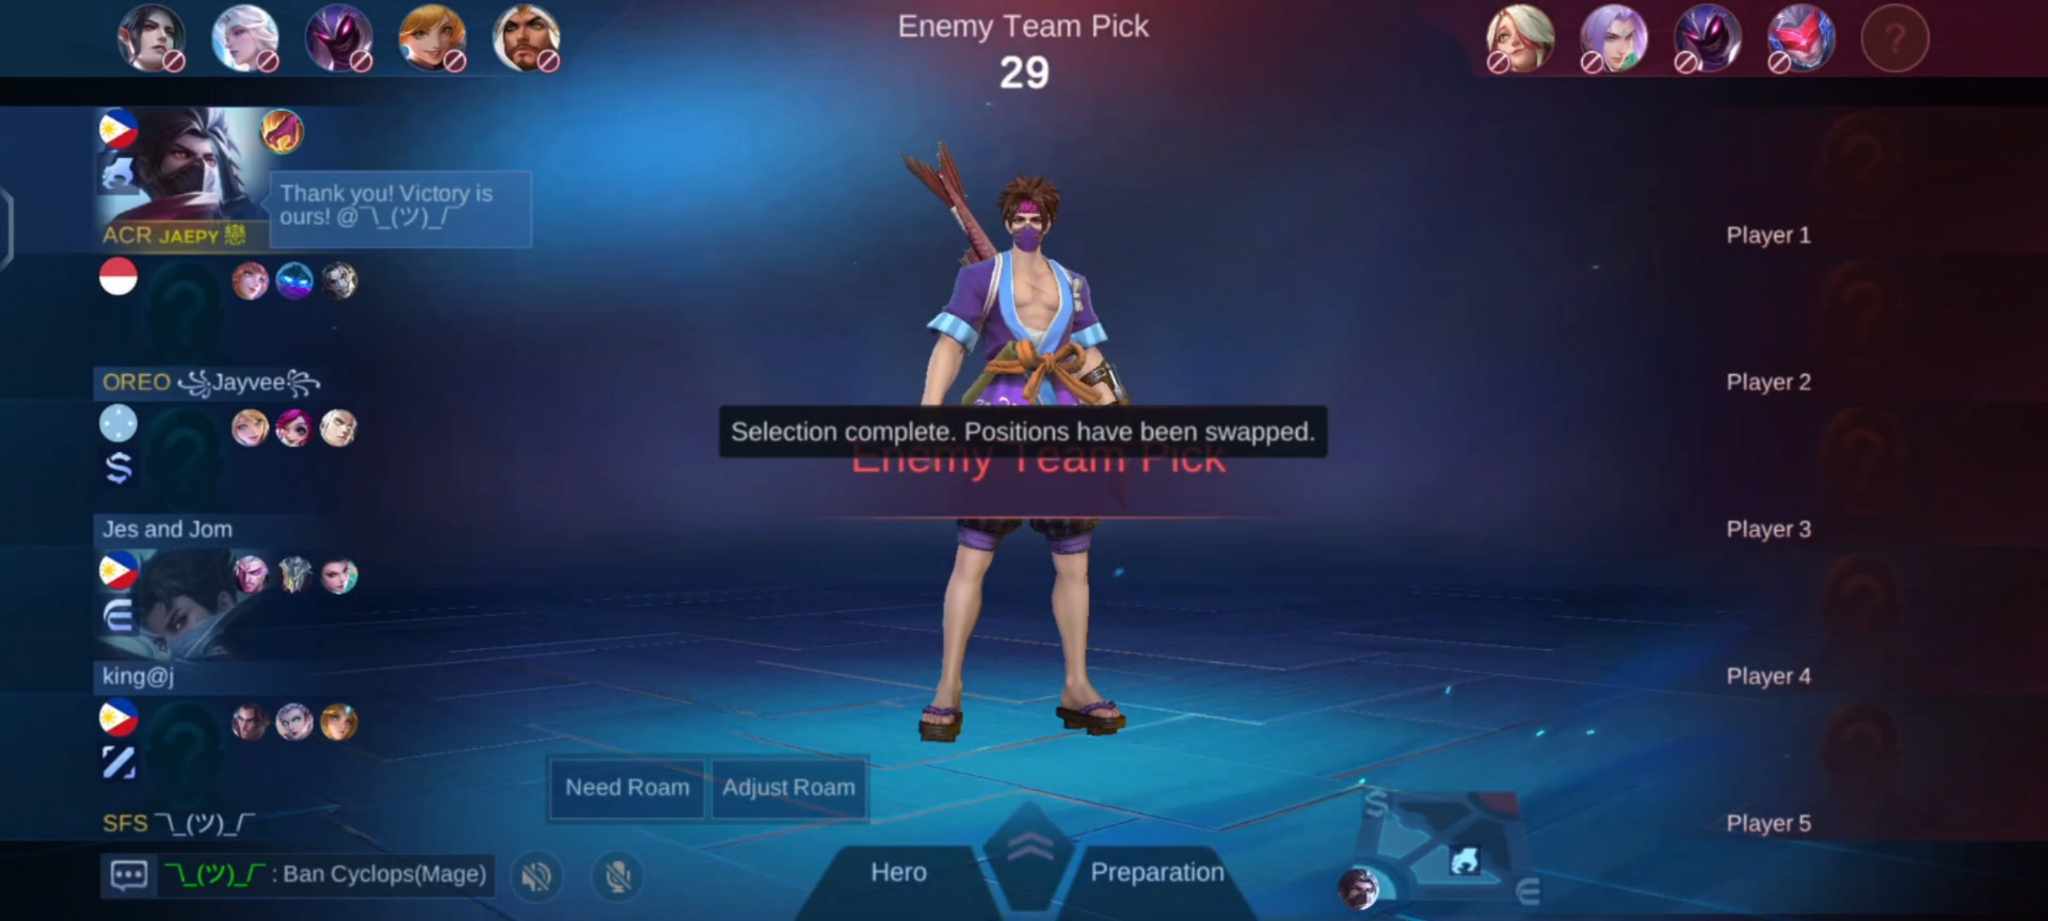 Enemy Team Pick
29
Thank you! Victory is
ours! @¯\_(ツ)_/¯
ACR JAEPY 戀
OREO ꧁Jayvee꧂
Jes and Jom
king@j
SFS ¯\_(ツ)_/¯
Selection complete. Positions have been swapped.
Enemy Team Pick
Player 1
Player 2
Player 3
Player 4
Player 5
Need Roam
Adjust Roam
¯\_(ツ)_/¯ : Ban Cyclops(Mage)
Hero
Preparation